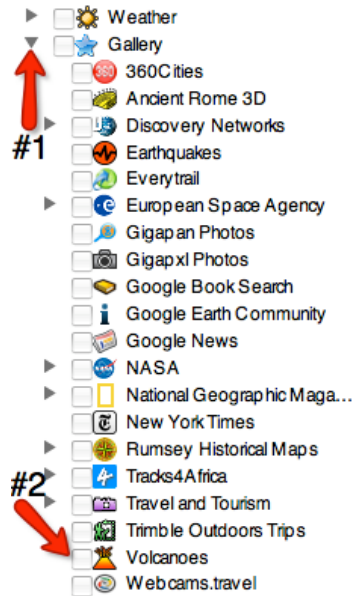 Weather
Gallery
360
360Cities
Ancient Rome 3D
Discovery Networks
#1
Earthquakes
Everytrail
European Space Agency
Gigapan Photos
Gigapxl Photos
Google Book Search
Google Earth Community
Google News
NASA
National Geographic Maga...
New York Times
Rumsey Historical Maps
#2
Tracks4Africa
Travel and Tourism
Trimble Outdoors Trips
Volcanoes
Webcams.travel